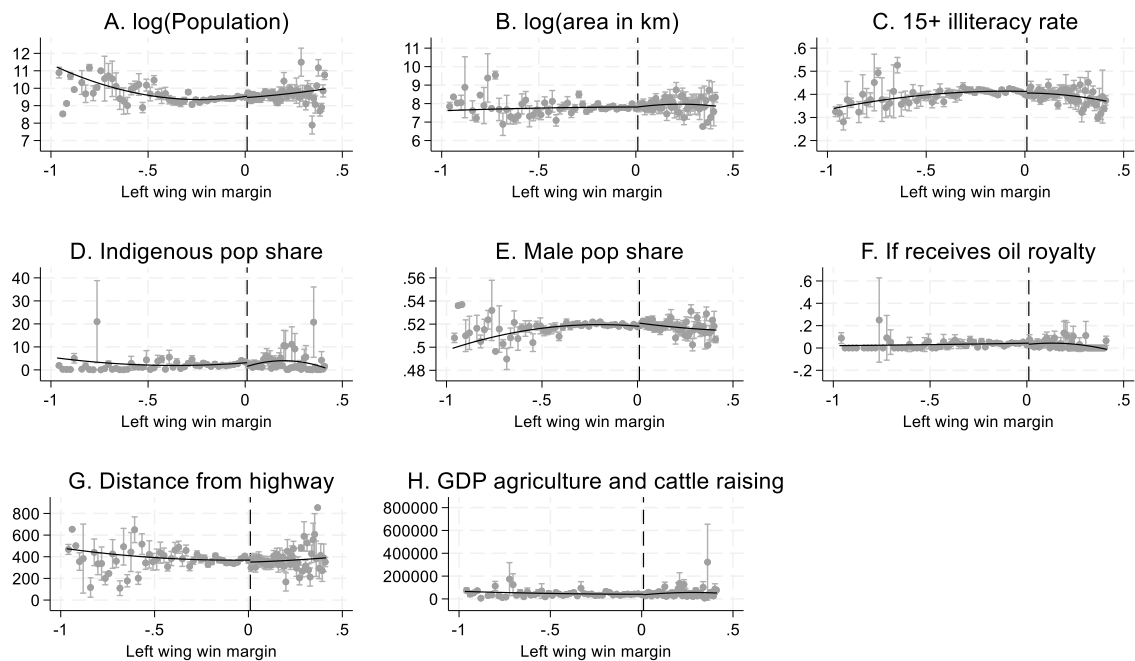 A. log(Population)
12
11
10
9
8
7
-1 -.5 0 .5
Left wing win margin
B. log(area in km)
11
10
9
8
7
6
-1 -.5 0 .5
Left wing win margin
C. 15+ illiteracy rate
.6
.5
.4
.3
.2
-1 -.5 0 .5
Left wing win margin
D. Indigenous pop share
40
30
20
10
0
-1 -.5 0 .5
Left wing win margin
E. Male pop share
.56
.54
.52
.5
.48
-1 -.5 0 .5
Left wing win margin
F. If receives oil royalty
.6
.4
.2
0
-.2
-1 -.5 0 .5
Left wing win margin
G. Distance from highway
800
600
400
200
0
-1 -.5 0 .5
Left wing win margin
H. GDP agriculture and cattle raising
800000
600000
400000
200000
0
-1 -.5 0 .5
Left wing win margin